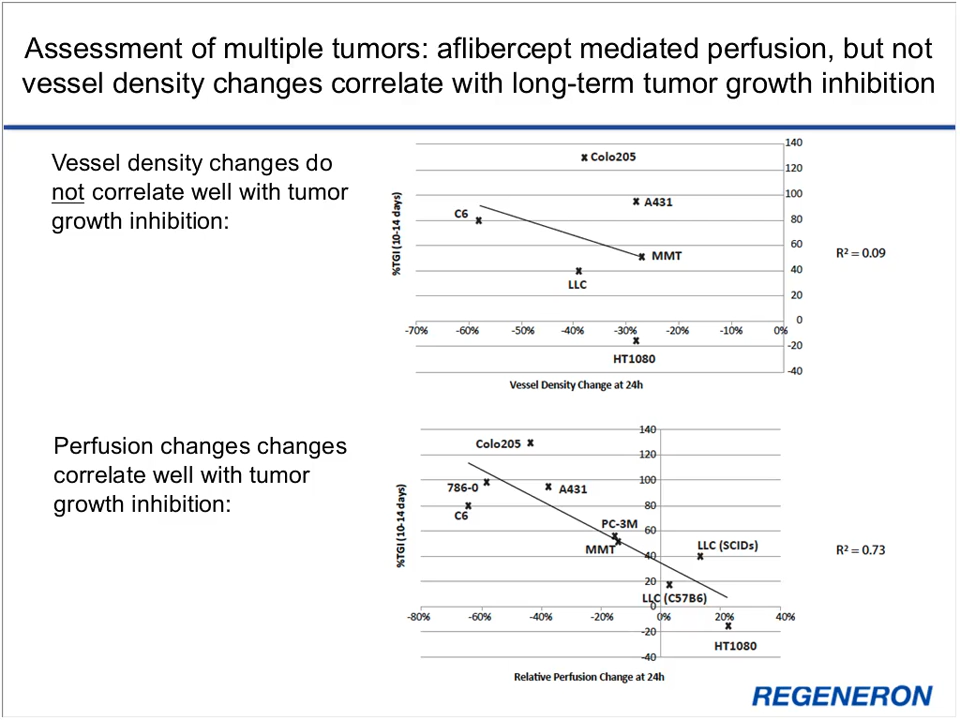 Assessment of multiple tumors: aflibercept mediated perfusion, but not
vessel density changes correlate with long-term tumor growth inhibition
Vessel density changes do
not correlate well with tumor
growth inhibition:
%TGI (10-14 days)
140
120
100
80
60
40
20
0
-20
-40
-70%
-60%
-50%
-40%
-30%
-20%
-10%
0%
Colo205
A431
C6
MMT
LLC
HT1080
Vessel Density Change at 24h
R² = 0.09
Perfusion changes changes
correlate well with tumor
growth inhibition:
%TGI (10-14 days)
140
120
100
80
60
40
20
0
-20
-40
-80%
-60%
-40%
-20%
0%
20%
40%
Colo205
786-0
A431
C6
PC-3M
MMT
LLC (SCIDs)
LLC (C57B6)
HT1080
Relative Perfusion Change at 24h
R² = 0.73
REGENERON